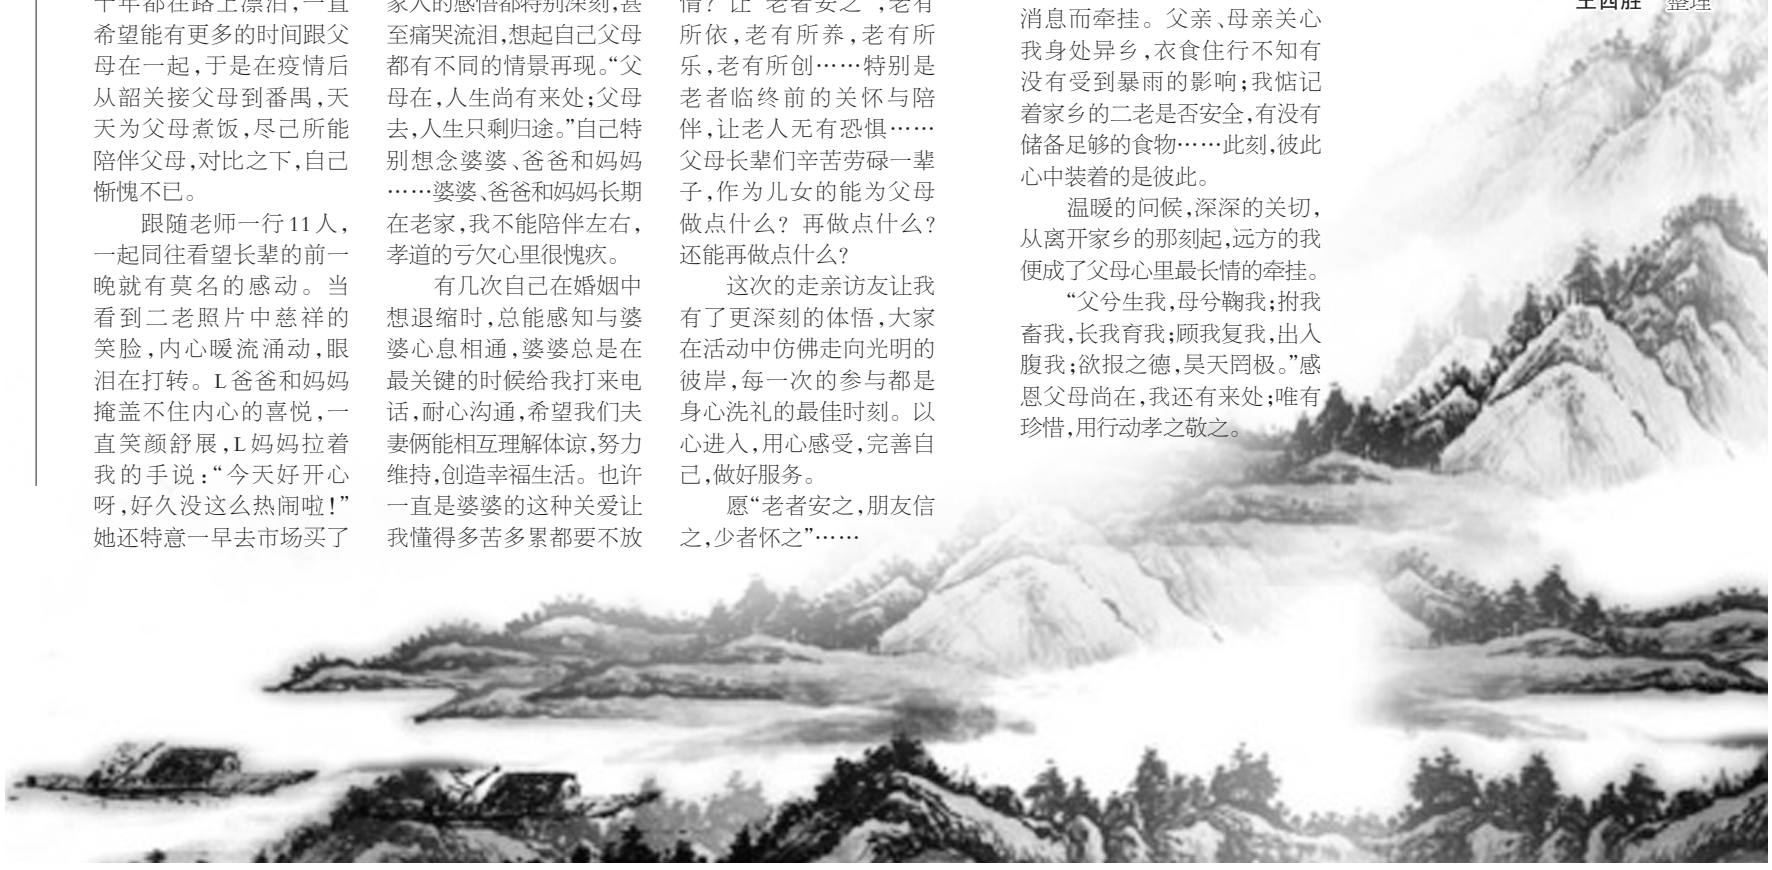 十年都在路上漂泊,一直
希望能有更多的时间跟父
母在一起,于是在疫情后
从韶关接父母到番禺,天
天为父母煮饭,尽己所能
陪伴父母,对比之下,自己
惭愧不已。
跟随老师一行11人,
一起同往看望长辈的前一
晚就有莫名的感动。当
看到二老照片中慈祥的
笑脸,内心暖流涌动,眼
泪在打转。L爸爸和妈妈
掩盖不住内心的喜悦,一
直笑颜舒展,L妈妈拉着
我的手说:“今天好开心
呀,好久没这么热闹啦!”
她还特意一早去市场买了
家人的感悟都特别深刻,甚
至痛哭流泪,想起自己父母
都有不同的情景再现。“父
母在,人生尚有来处;父母
去,人生只剩归途。”自己特
别想念婆婆、爸爸和妈妈
……婆婆、爸爸和妈妈长期
在老家,我不能陪伴左右,
孝道的亏欠心里很愧疚。
有几次自己在婚姻中
想退缩时,总能感知与婆
婆心息相通,婆婆总是在
最关键的时候给我打来电
话,耐心沟通,希望我们夫
妻俩能相互理解体谅,努力
维持,创造幸福生活。也许
一直是婆婆的这种关爱让
我懂得多苦多累都要不放
情?让“老者安之”,老有
所依,老有所养,老有所
乐,老有所创……特别是
老者临终前的关怀与陪
伴,让老人无有恐惧……
父母长辈们辛苦劳碌一辈
子,作为儿女的能为父母
做点什么?再做点什么?
还能再做点什么?
这次的走亲访友让我
有了更深刻的体悟,大家
在活动中仿佛走向光明的
彼岸,每一次的参与都是
身心洗礼的最佳时刻。以
心进入,用心感受,完善自
己,做好服务。
愿“老者安之,朋友信
之,少者怀之”……
消息而牵挂。父亲、母亲关心
我身处异乡,衣食住行不知有
没有受到暴雨的影响;我惦记
着家乡的二老是否安全,有没有
储备足够的食物……此刻,彼此
心中装着的是彼此。
温暖的问候,深深的关切,
从离开家乡的那刻起,远方的我
便成了父母心里最长情的牵挂。
“父兮生我,母兮鞠我;拊我
畜我,长我育我;顾我复我,出入
腹我;欲报之德,昊天罔极。”感
恩父母尚在,我还有来处;唯有
珍惜,用行动孝之敬之。
整理